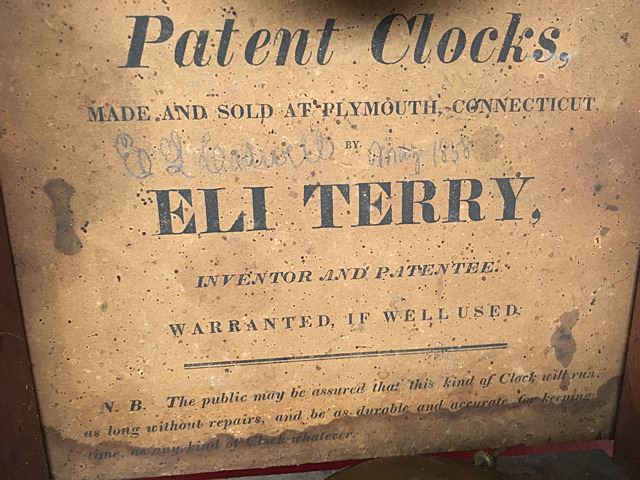 Patent Clocks,
MADE AND SOLD AT PLYMOUTH, CONNECTICUT.
BY
May 1838
ELI TERRY,
INVENTOR AND PATENTEE.
WARRANTED, IF WELL USED.
N. B. The public may be assured that this kind of Clock will run,
as long without repairs, and be as durable and accurate for keeping
time, as any kind of Clock whatever.